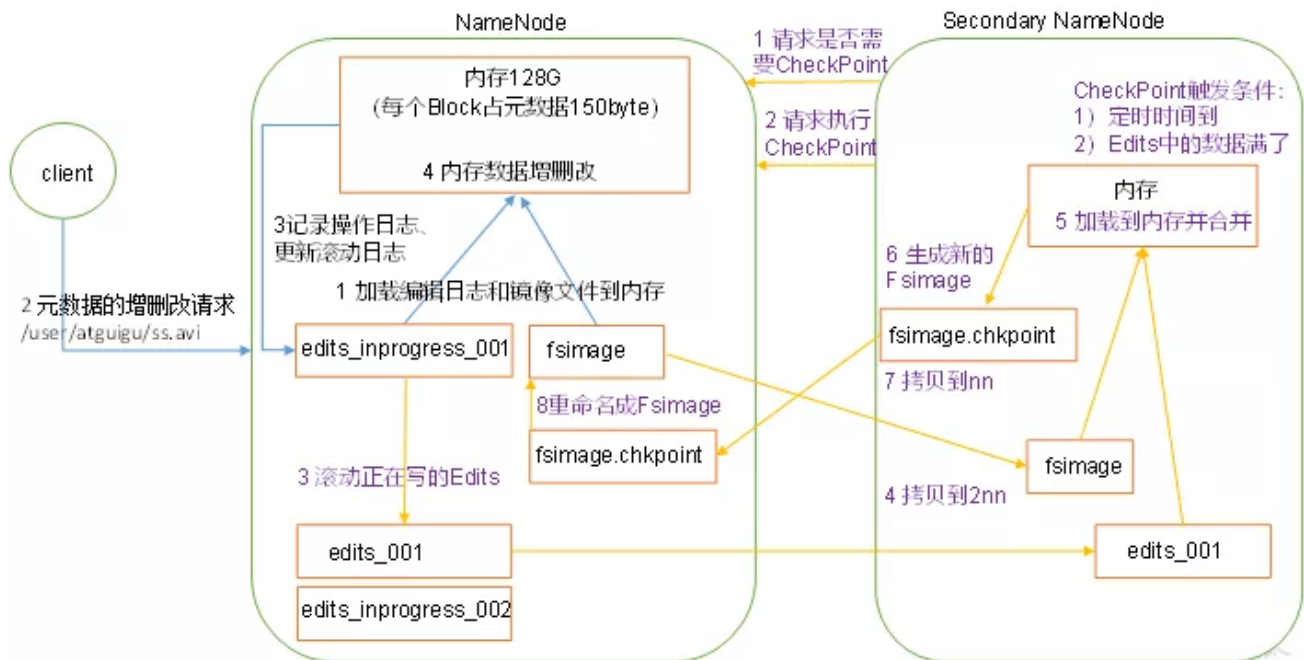 NameNode
Secondary NameNode
内存128G
（每个Block占元数据150byte）
4 内存数据增删改
1 请求是否需
要CheckPoint
2 请求执行
CheckPoint
CheckPoint触发条件:
1）定时时间到
2）Edits中的数据满了
client
内存
5 加载到内存并合并
3记录操作日志、
更新滚动日志
6 生成新的
Fsimage
1 加载编辑日志和镜像文件到内存
2 元数据的增删改请求
/user/atguigu/ss.avi
edits_inprogress_001
fsimage
fsimage.chkpoint
7 拷贝到nn
8重命名成Fsimage
fsimage.chkpoint
3 滚动正在写的Edits
fsimage
4 拷贝到2nn
edits_001
edits_001
edits_inprogress_002